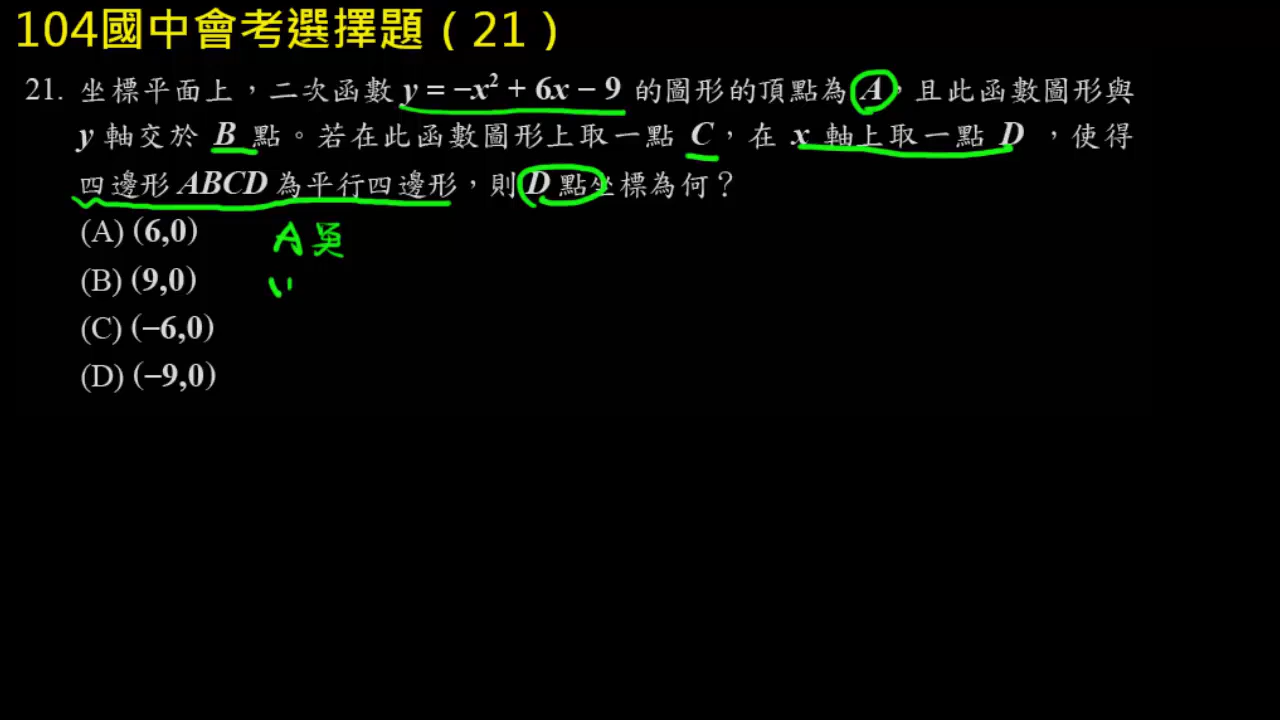 104國中會考選擇題（21）
21. 坐標平面上，二次函數 y = −x² + 6x − 9 的圖形的頂點為 A，且此函數圖形與
y 軸交於 B 點。若在此函數圖形上取一點 C，在 x 軸上取一點 D ，使得
四邊形 ABCD 為平行四邊形，則 D 點坐標為何？
(A) (6,0)
A
(B) (9,0)
(C) (−6,0)
(D) (−9,0)